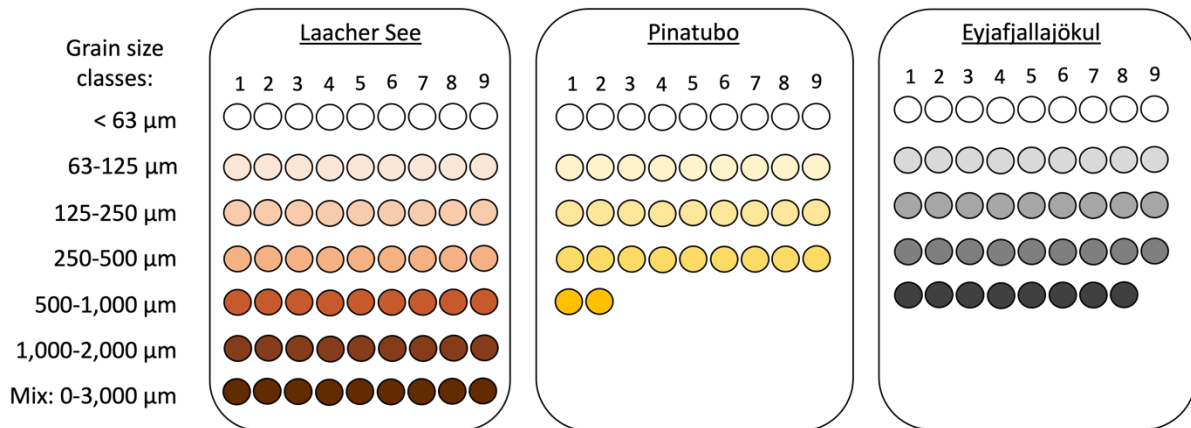 Grain size
classes:
< 63 µm
63-125 µm
125-250 µm
250-500 µm
500-1,000 µm
1,000-2,000 µm
Mix: 0-3,000 µm
Laacher See
1 2 3 4 5 6 7 8 9
Pinatubo
1 2 3 4 5 6 7 8 9
Eyjafjallajökul
1 2 3 4 5 6 7 8 9